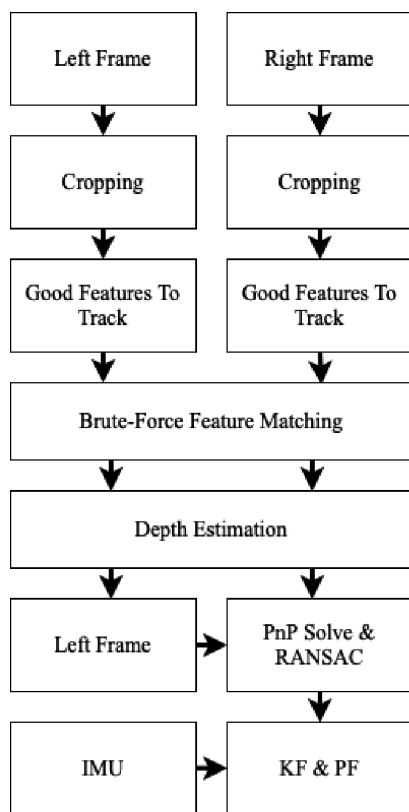 Left Frame
Right Frame
Cropping
Cropping
Good Features To
Track
Good Features To
Track
Brute-Force Feature Matching
Depth Estimation
Left Frame
PnP Solve &
RANSAC
IMU
KF & PF